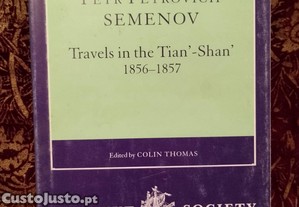 PETR PETROVICH
SEMENOV
Travels in the Tian'-Shan'
1856–1857
Edited by COLIN THOMAS
SOCIETY
CustoJusto.pt